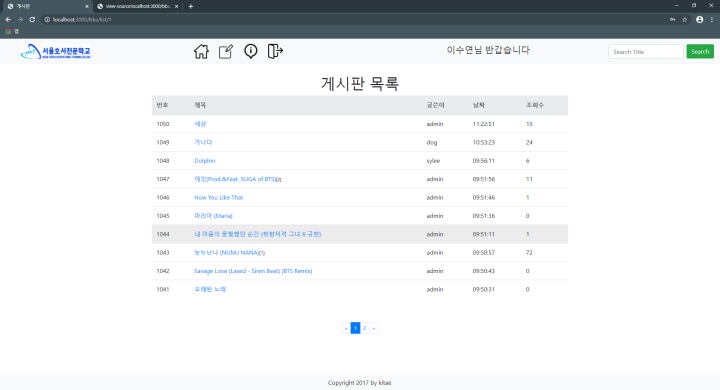 게시판
view-source:localhost:3000/bbs
localhost:3000/bbs/list/1
앱
서울호서전문학교
이수연님 반갑습니다
Search Title
Search
게시판 목록
번호 제목 글쓴이 날짜 조회수
1050 세상 admin 11:22:51 15
1049 가나다 dog 10:53:23 24
1048 Dolphin sylee 09:56:11 6
1047 에잇(Prod.&Feat. SUGA of BTS)[2] admin 09:51:56 11
1046 How You Like That admin 09:51:46 1
1045 마리아 (Maria) admin 09:51:36 0
1044 내 마음이 움찔했던 순간 (취향저격 그녀 X 규현) admin 09:51:11 1
1043 눈누난나 (NUNU NANA)[1] admin 09:50:57 72
1042 Savage Love (Laxed - Siren Beat) (BTS Remix) admin 09:50:43 0
1041 오래된 노래 admin 09:50:31 0
« 1 2 »
Copyright 2017 by kitae